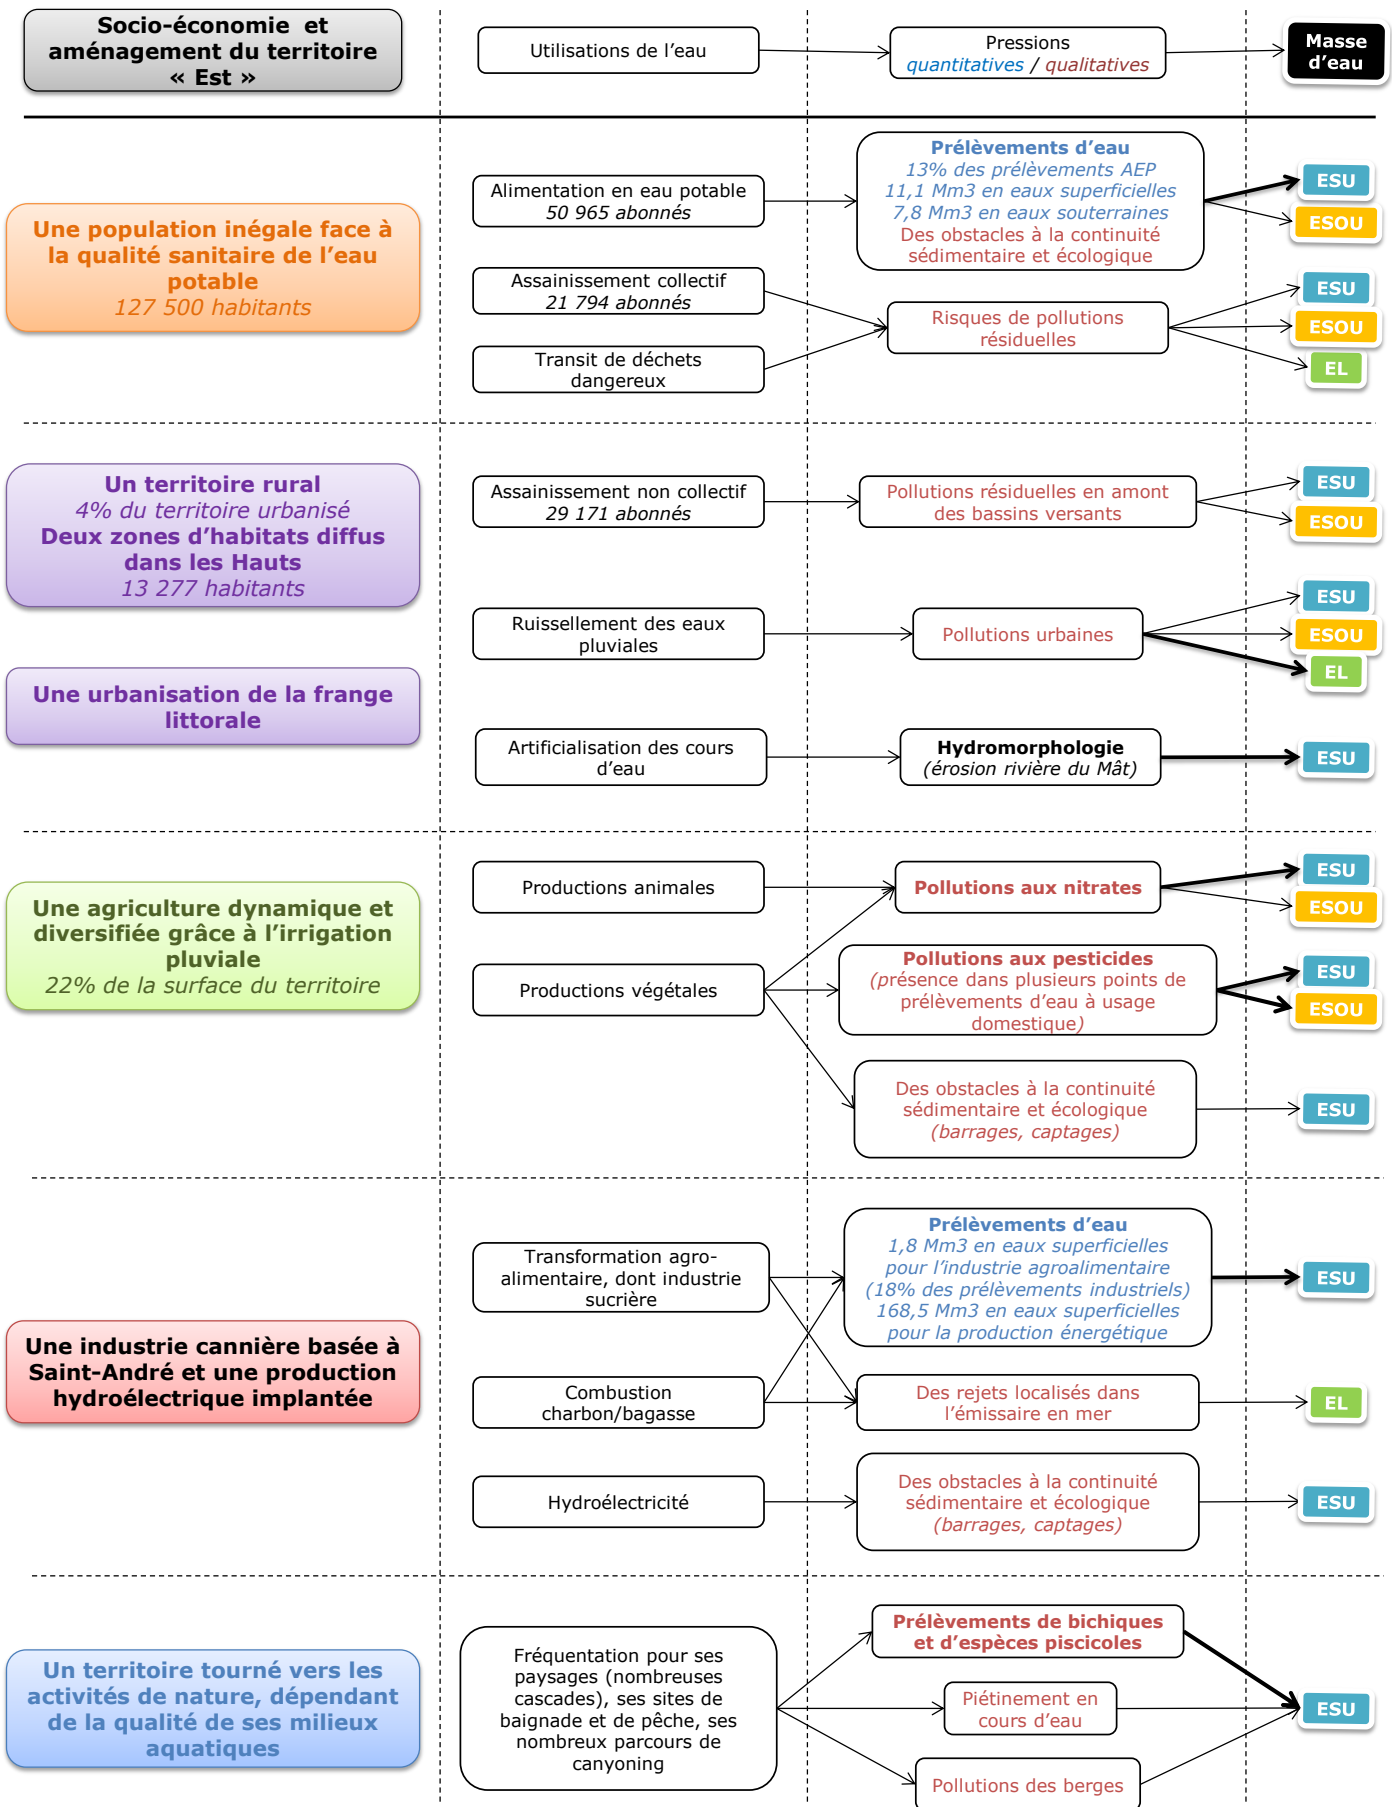 Socio-économie et
aménagement du territoire
« Est »
Utilisations de l'eau
Pressions
quantitatives / qualitatives
Masse
d'eau
Une population inégale face à
la qualité sanitaire de l'eau
potable
127 500 habitants
Alimentation en eau potable
50 965 abonnés
Prélèvements d'eau
13% des prélèvements AEP
11,1 Mm3 en eaux superficielles
7,8 Mm3 en eaux souterraines
Des obstacles à la continuité
sédimentaire et écologique
ESU
ESOU
Assainissement collectif
21 794 abonnés
Transit de déchets
dangereux
Risques de pollutions
résiduelles
ESU
ESOU
EL
Un territoire rural
4% du territoire urbanisé
Deux zones d'habitats diffus
dans les Hauts
13 277 habitants
Assainissement non collectif
29 171 abonnés
Pollutions résiduelles en amont
des bassins versants
ESU
ESOU
Ruissellement des eaux
pluviales
Pollutions urbaines
ESU
ESOU
EL
Une urbanisation de la frange
littorale
Artificialisation des cours
d'eau
Hydromorphologie
(érosion rivière du Mât)
ESU
Une agriculture dynamique et
diversifiée grâce à l'irrigation
pluviale
22% de la surface du territoire
Productions animales
Pollutions aux nitrates
ESU
ESOU
Productions végétales
Pollutions aux pesticides
(présence dans plusieurs points de
prélèvements d'eau à usage
domestique)
ESU
ESOU
Des obstacles à la continuité
sédimentaire et écologique
(barrages, captages)
ESU
Une industrie cannière basée à
Saint-André et une production
hydroélectrique implantée
Transformation agro-
alimentaire, dont industrie
sucrière
Prélèvements d'eau
1,8 Mm3 en eaux superficielles
pour l'industrie agroalimentaire
(18% des prélèvements industriels)
168,5 Mm3 en eaux superficielles
pour la production énergétique
ESU
Combustion
charbon/bagasse
Des rejets localisés dans
l'émissaire en mer
EL
Hydroélectricité
Des obstacles à la continuité
sédimentaire et écologique
(barrages, captages)
ESU
Un territoire tourné vers les
activités de nature, dépendant
de la qualité de ses milieux
aquatiques
Fréquentation pour ses
paysages (nombreuses
cascades), ses sites de
baignade et de pêche, ses
nombreux parcours de
canyoning
Prélèvements de bichiques
et d'espèces piscicoles
Piétinement en
cours d'eau
Pollutions des berges
ESU